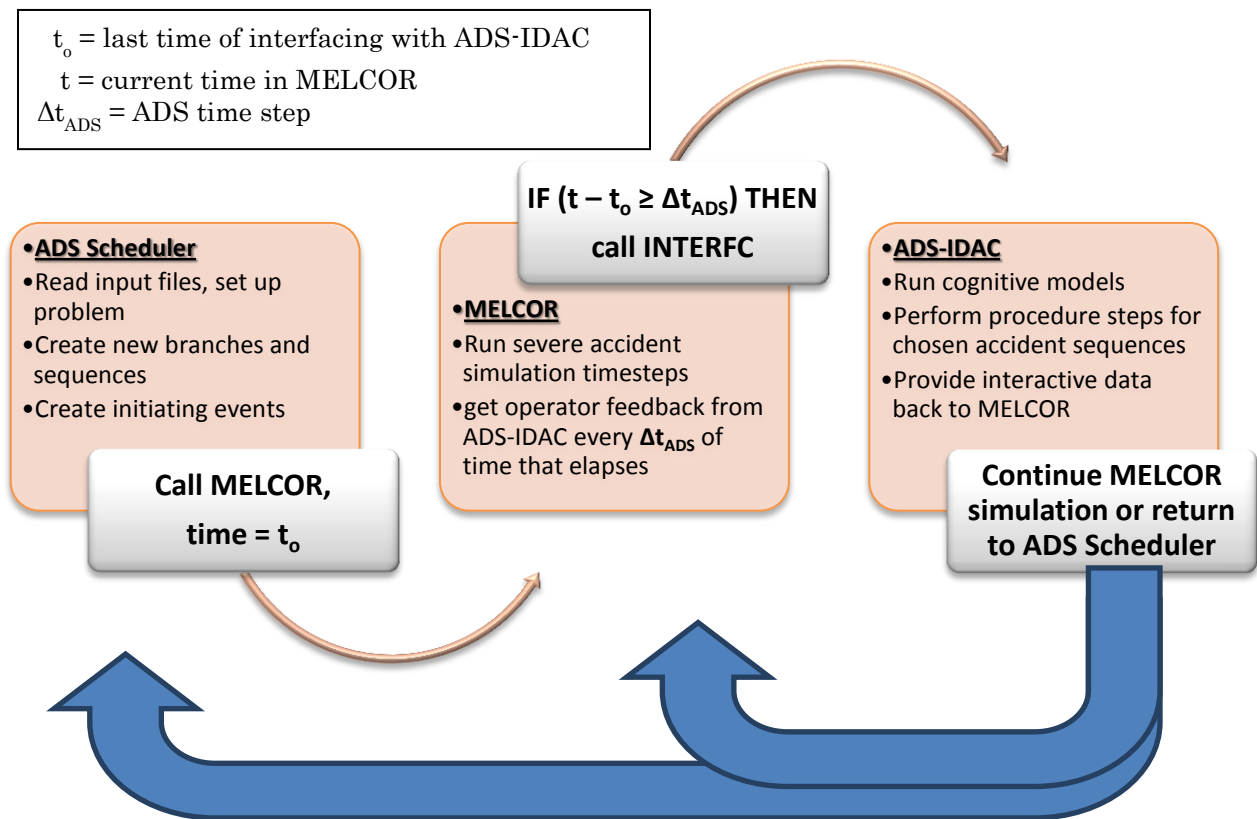 t₀ = last time of interfacing with ADS-IDAC
t = current time in MELCOR
Δt_ADS = ADS time step
IF (t – t₀ ≥ Δt_ADS) THEN
call INTERFC
•ADS Scheduler
•Read input files, set up
problem
•Create new branches and
sequences
•Create initiating events
Call MELCOR,
time = t₀
•MELCOR
•Run severe accident
simulation timesteps
•get operator feedback from
ADS-IDAC every Δt_ADS of
time that elapses
•ADS-IDAC
•Run cognitive models
•Perform procedure steps for
chosen accident sequences
•Provide interactive data
back to MELCOR
Continue MELCOR
simulation or return
to ADS Scheduler